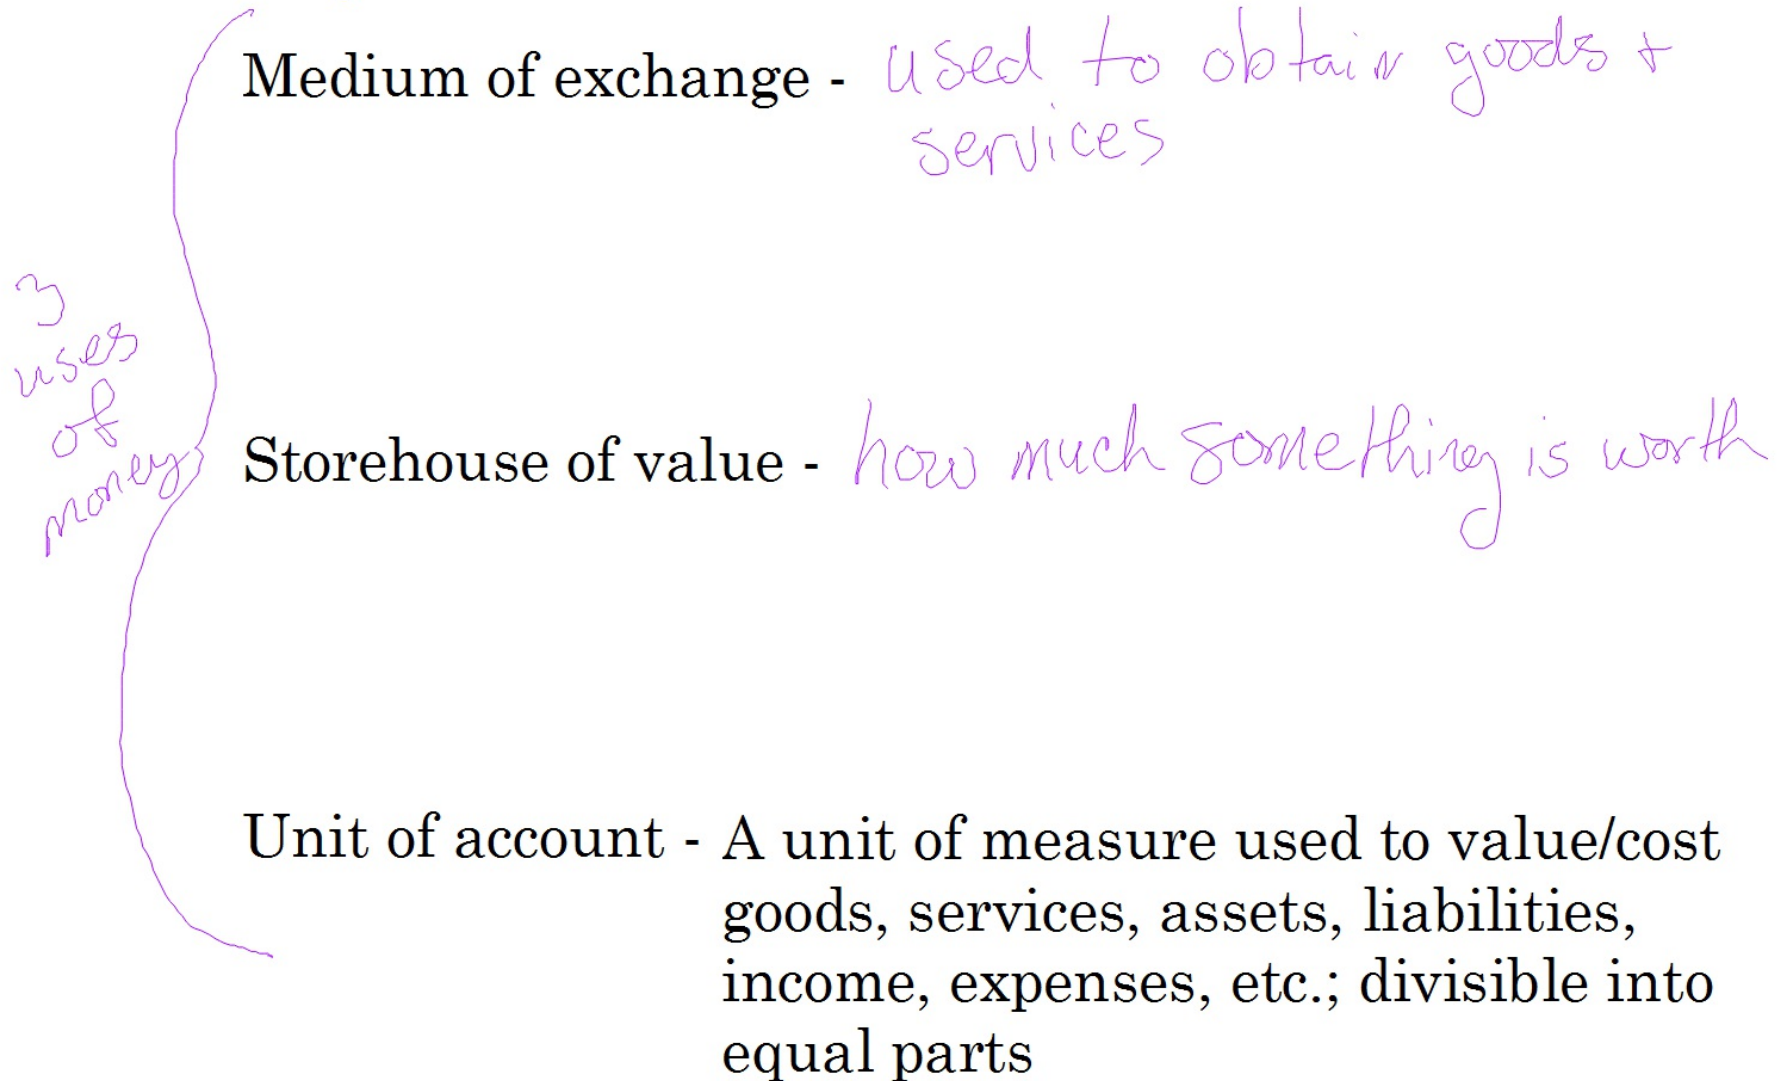 Medium of exchange - used to obtain goods +
services
3
uses
of
money
Storehouse of value - how much something is worth
Unit of account - A unit of measure used to value/cost
goods, services, assets, liabilities,
income, expenses, etc.; divisible into
equal parts